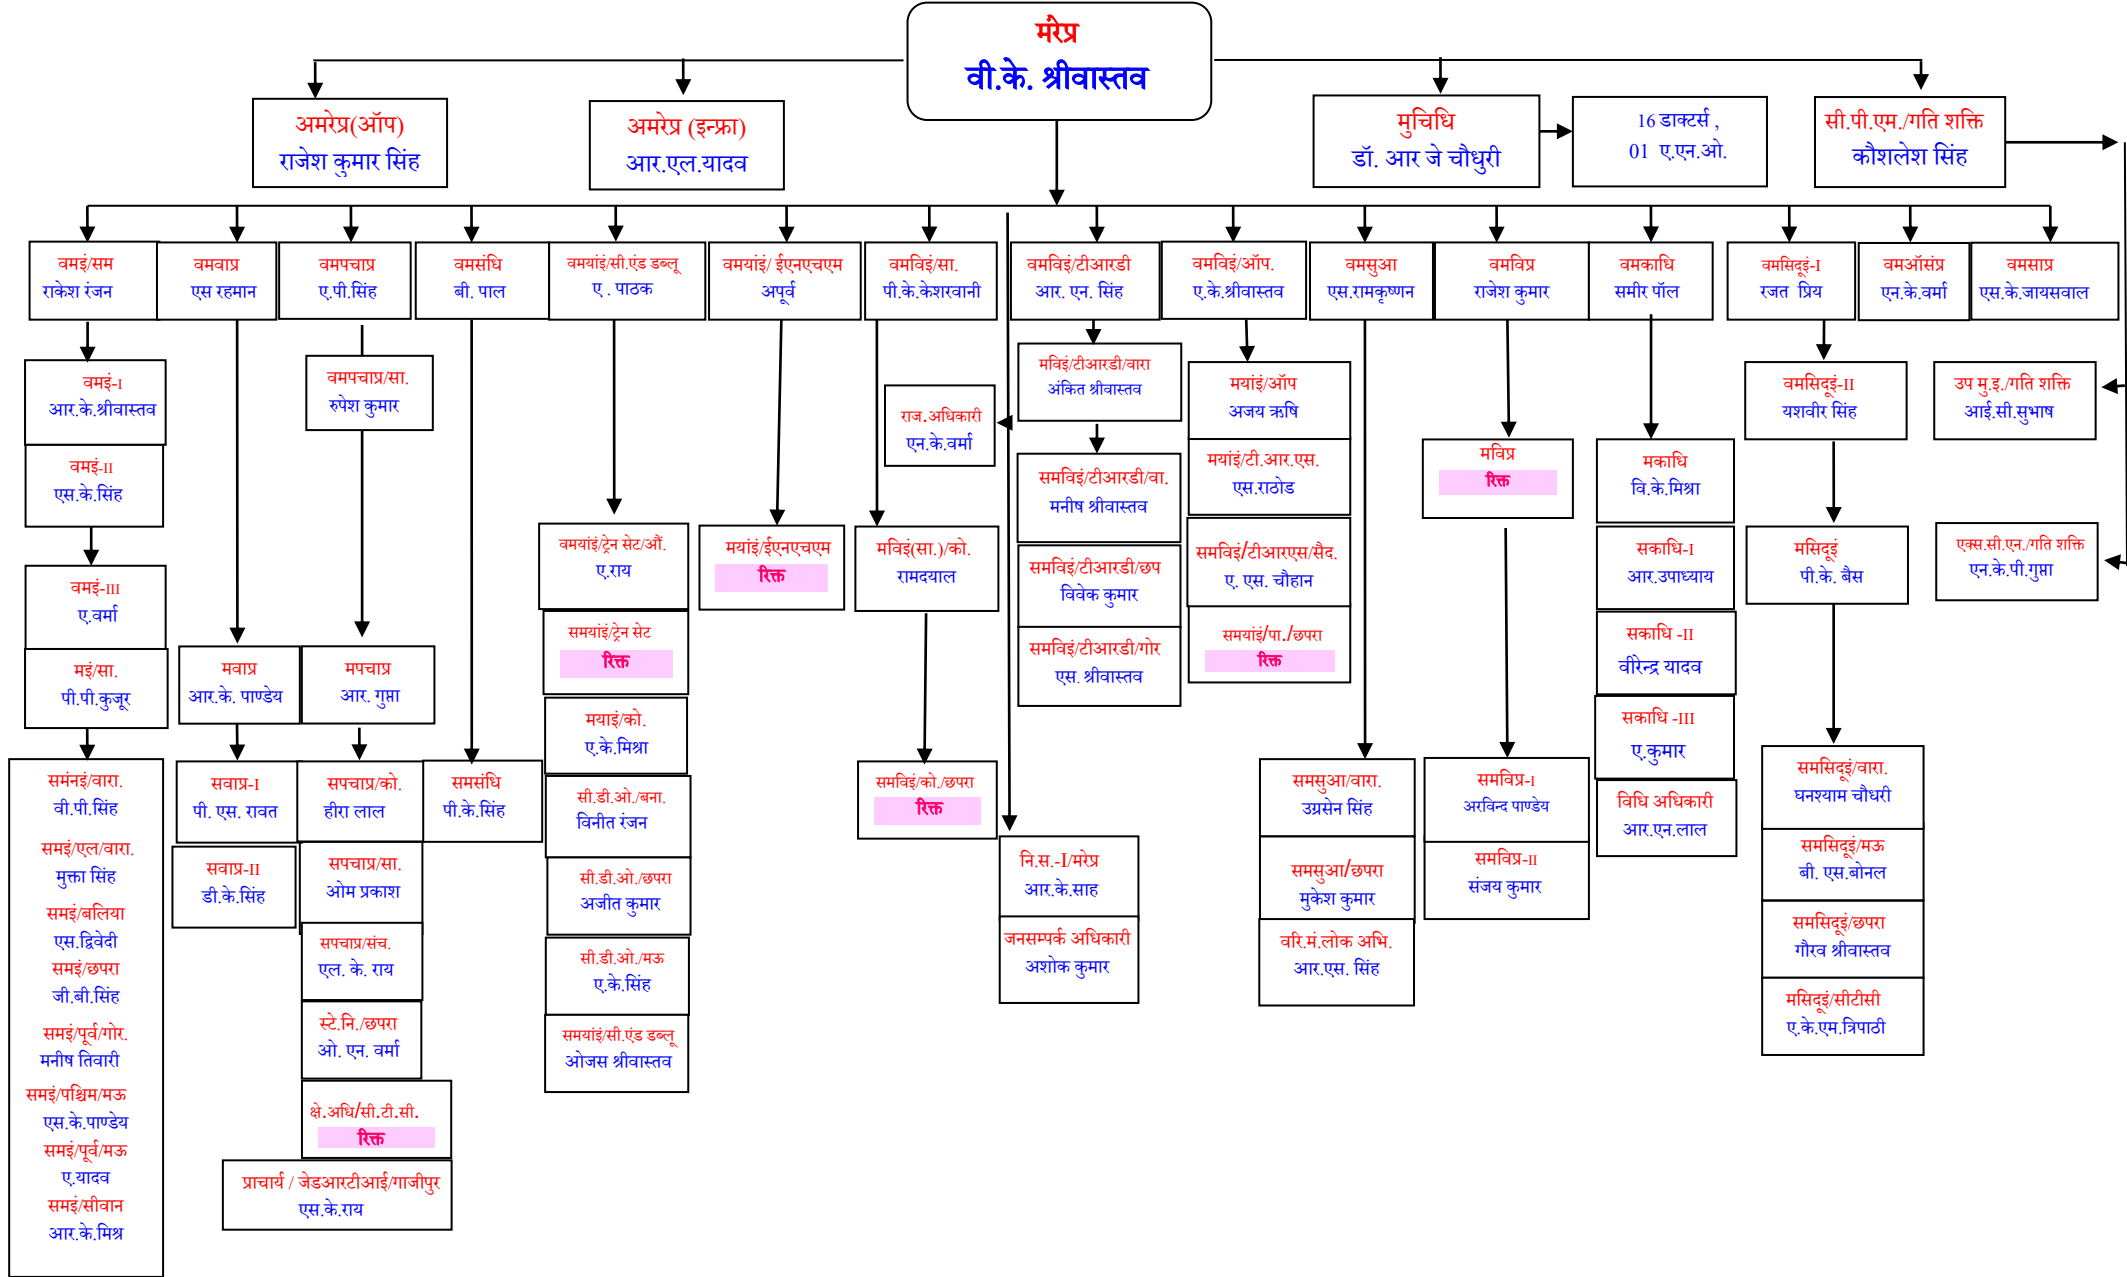 मंरेप्र
वी.के. श्रीवास्तव
अमरेप्र(ऑप)
राजेश कुमार सिंह
अमरेप्र (इन्फ्रा)
आर.एल.यादव
मुचिधि
डॉ. आर जे चौधुरी
16 डाक्टर्स ,
01 ए.एन.ओ.
सी.पी.एम./गति शक्ति
कौशलेश सिंह
वमइं/सम
राकेश रंजन
वमवाप्र
एस रहमान
वमपचाप्र
ए.पी.सिंह
वमसंधि
बी. पाल
वमयांइं/सी.एंड डब्लू
ए . पाठक
वमयांइं/ ईएनएचएम
अपूर्व
वमविइं/सा.
पी.के.केशरवानी
वमविइं/टीआरडी
आर. एन. सिंह
वमविइं/ऑप.
ए.के.श्रीवास्तव
वमसुआ
एस.रामकृष्णन
वमविप्र
राजेश कुमार
वमकाधि
समीर पॉल
वमसिदूइं-I
रजत प्रिय
वमऑसंप्र
एन.के.वर्मा
वमसाप्र
एस.के.जायसवाल
वमइं-I
आर.के.श्रीवास्तव
वमइं-II
एस.के.सिंह
वमइं-III
ए.वर्मा
मइं/सा.
पी.पी.कुजूर
समंनइं/वारा.
वी.पी.सिंह
समइं/एल/वारा.
मुक्ता सिंह
समइं/बलिया
एस.द्विवेदी
समइं/छपरा
जी.बी.सिंह
समइं/पूर्व/गोर.
मनीष तिवारी
समइं/पश्चिम/मऊ
एस.के.पाण्डेय
समइं/पूर्व/मऊ
ए.यादव
समइं/सीवान
आर.के.मिश्र
मवाप्र
आर.के. पाण्डेय
सवाप्र-I
पी. एस. रावत
सवाप्र-II
डी.के.सिंह
वमपचाप्र/सा.
रुपेश कुमार
मपचाप्र
आर. गुप्ता
सपचाप्र/को.
हीरा लाल
सपचाप्र/सा.
ओम प्रकाश
सपचाप्र/संच.
एल. के. राय
स्टे.नि./छपरा
ओ. एन. वर्मा
क्षे.अधि/सी.टी.सी.
रिक्त
प्राचार्य / जेडआरटीआई/गाजीपुर
एस.के.राय
समसंधि
पी.के.सिंह
वमयांइं/ट्रेन सेट/औं.
ए.राय
समयांइं/ट्रेन सेट
रिक्त
मयाइं/को.
ए.के.मिश्रा
सी.डी.ओ./बना.
विनीत रंजन
सी.डी.ओ./छपरा
अजीत कुमार
सी.डी.ओ./मऊ
ए.के.सिंह
समयांइं/सी.एंड डब्लू
ओजस श्रीवास्तव
मयांइं/ईएनएचएम
रिक्त
मविइं(सा.)/को.
रामदयाल
समविइं/को./छपरा
रिक्त
राज.अधिकारी
एन.के.वर्मा
नि.स.-I/मरेप्र
आर.के.साह
जनसम्पर्क अधिकारी
अशोक कुमार
मविइं/टीआरडी/वारा
अंकित श्रीवास्तव
समविइं/टीआरडी/वा.
मनीष श्रीवास्तव
समविइं/टीआरडी/छप
विवेक कुमार
समविइं/टीआरडी/गोर
एस. श्रीवास्तव
मयांइं/ऑप
अजय ऋषि
मयांइं/टी.आर.एस.
एस.राठोड
समविइं/टीआरएस/सैद.
ए. एस. चौहान
समयांइं/पा./छपरा
रिक्त
समसुआ/वारा.
उग्रसेन सिंह
समसुआ/छपरा
मुकेश कुमार
वरि.मं.लोक अभि.
आर.एस. सिंह
मविप्र
रिक्त
समविप्र-I
अरविन्द पाण्डेय
समविप्र-II
संजय कुमार
मकाधि
वि.के.मिश्रा
सकाधि-I
आर.उपाध्याय
सकाधि -II
वीरेन्द्र यादव
सकाधि -III
ए.कुमार
विधि अधिकारी
आर.एन.लाल
वमसिदूइं-II
यशवीर सिंह
मसिदूइं
पी.के. बैस
समसिदूइं/वारा.
घनश्याम चौधरी
समसिदूइं/मऊ
बी. एस.बोनल
समसिदूइं/छपरा
गौरव श्रीवास्तव
मसिदूइं/सीटीसी
ए.के.एम.त्रिपाठी
उप मु.इ./गति शक्ति
आई.सी.सुभाष
एक्स.सी.एन./गति शक्ति
एन.के.पी.गुप्ता